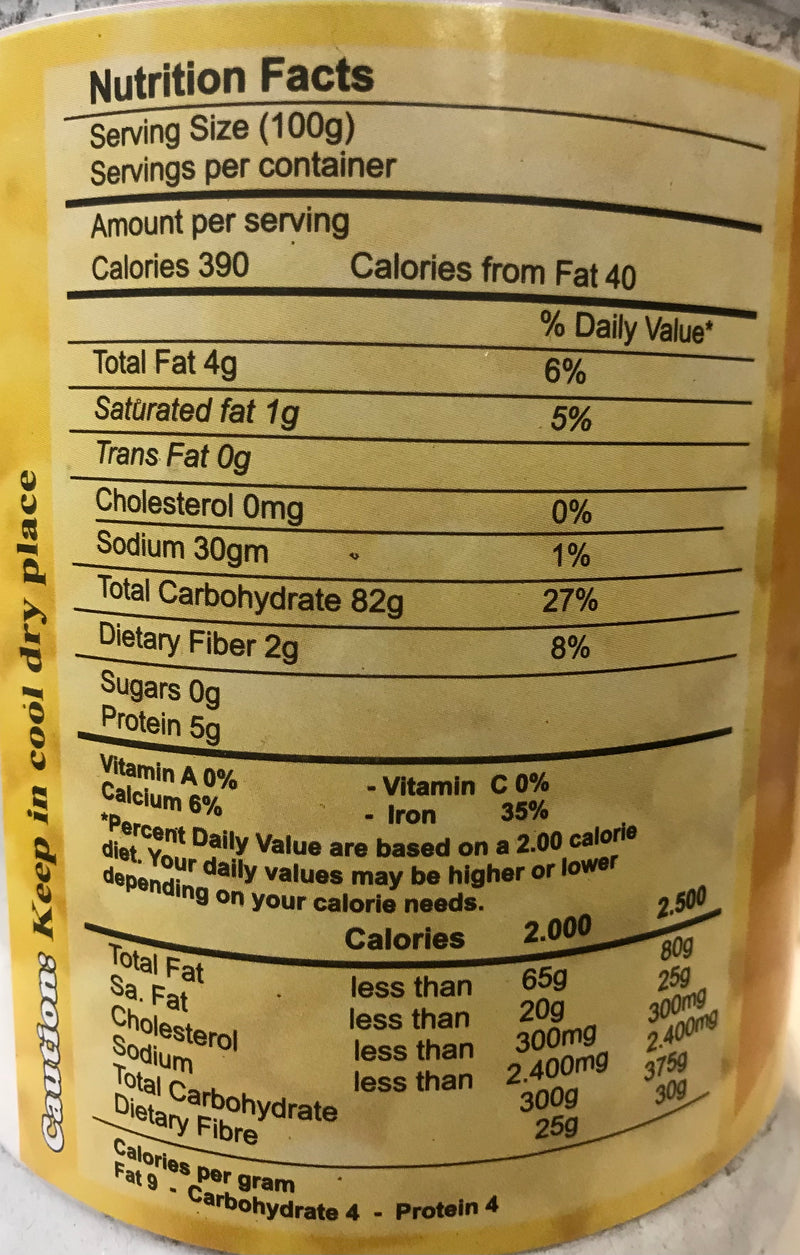 Nutrition Facts
Serving Size (100g)
Servings per container
Amount per serving
Calories 390 Calories from Fat 40
% Daily Value*
Total Fat 4g 6%
Saturated fat 1g 5%
Trans Fat 0g
Cholesterol 0mg 0%
Sodium 30gm 1%
Total Carbohydrate 82g 27%
Dietary Fiber 2g 8%
Sugars 0g
Protein 5g
Vitamin A 0% - Vitamin C 0%
Calcium 6% - Iron 35%
*Percent Daily Value are based on a 2.00 calorie
diet. Your daily values may be higher or lower
depending on your calorie needs.
Calories 2.000 2.500
Total Fat less than 65g 80g
Sa. Fat less than 20g 25g
Cholesterol less than 300mg 300mg
Sodium less than 2.400mg 2.400mg
Total Carbohydrate 300g 375g
Dietary Fibre 25g 30g
Calories per gram
Fat 9 - Carbohydrate 4 - Protein 4
Caution: Keep in cool dry place